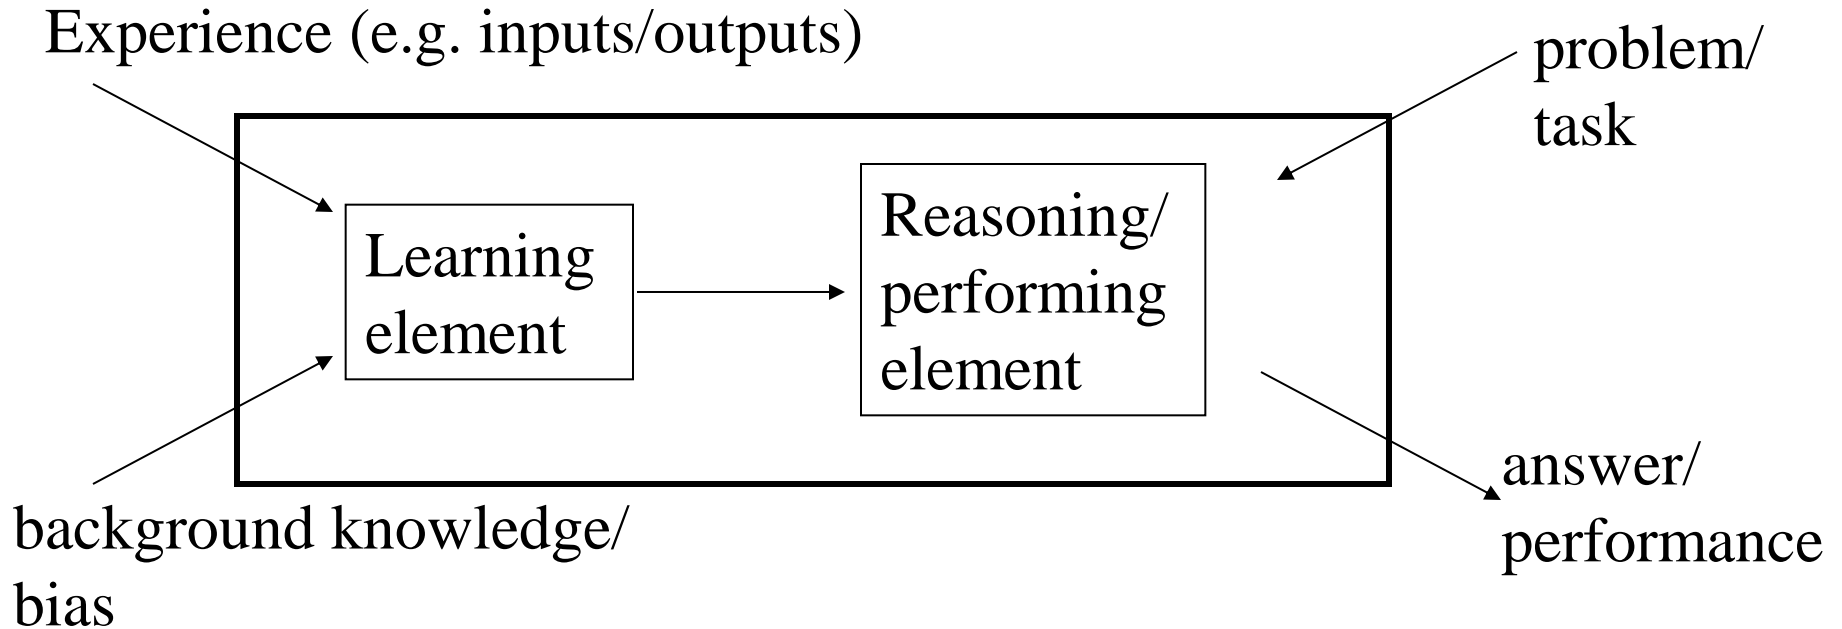 Experience (e.g. inputs/outputs)
problem/
task
Learning
element
Reasoning/
performing
element
background knowledge/
bias
answer/
performance